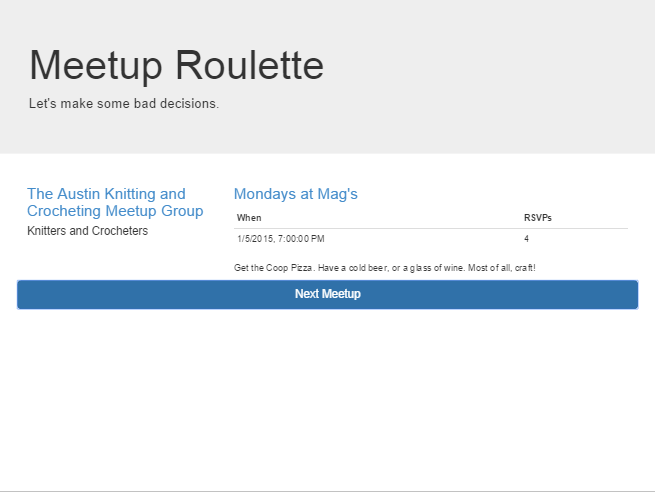 Meetup Roulette
Let's make some bad decisions.
The Austin Knitting and
Crocheting Meetup Group
Knitters and Crocheters
Mondays at Mag's
When RSVPs
1/5/2015, 7:00:00 PM 4
Get the Coop Pizza. Have a cold beer, or a glass of wine. Most of all, craft!
Next Meetup